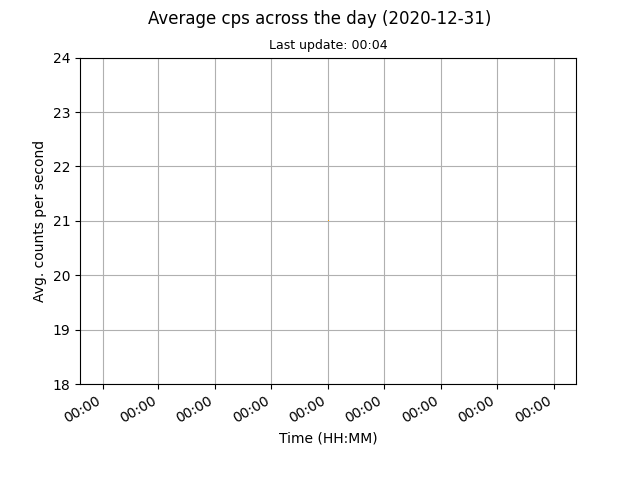 Average cps across the day (2020-12-31)
Last update: 00:04
24
23
22
21
20
19
18
Avg. counts per second
00:00 00:00 00:00 00:00 00:00 00:00 00:00 00:00 00:00
Time (HH:MM)